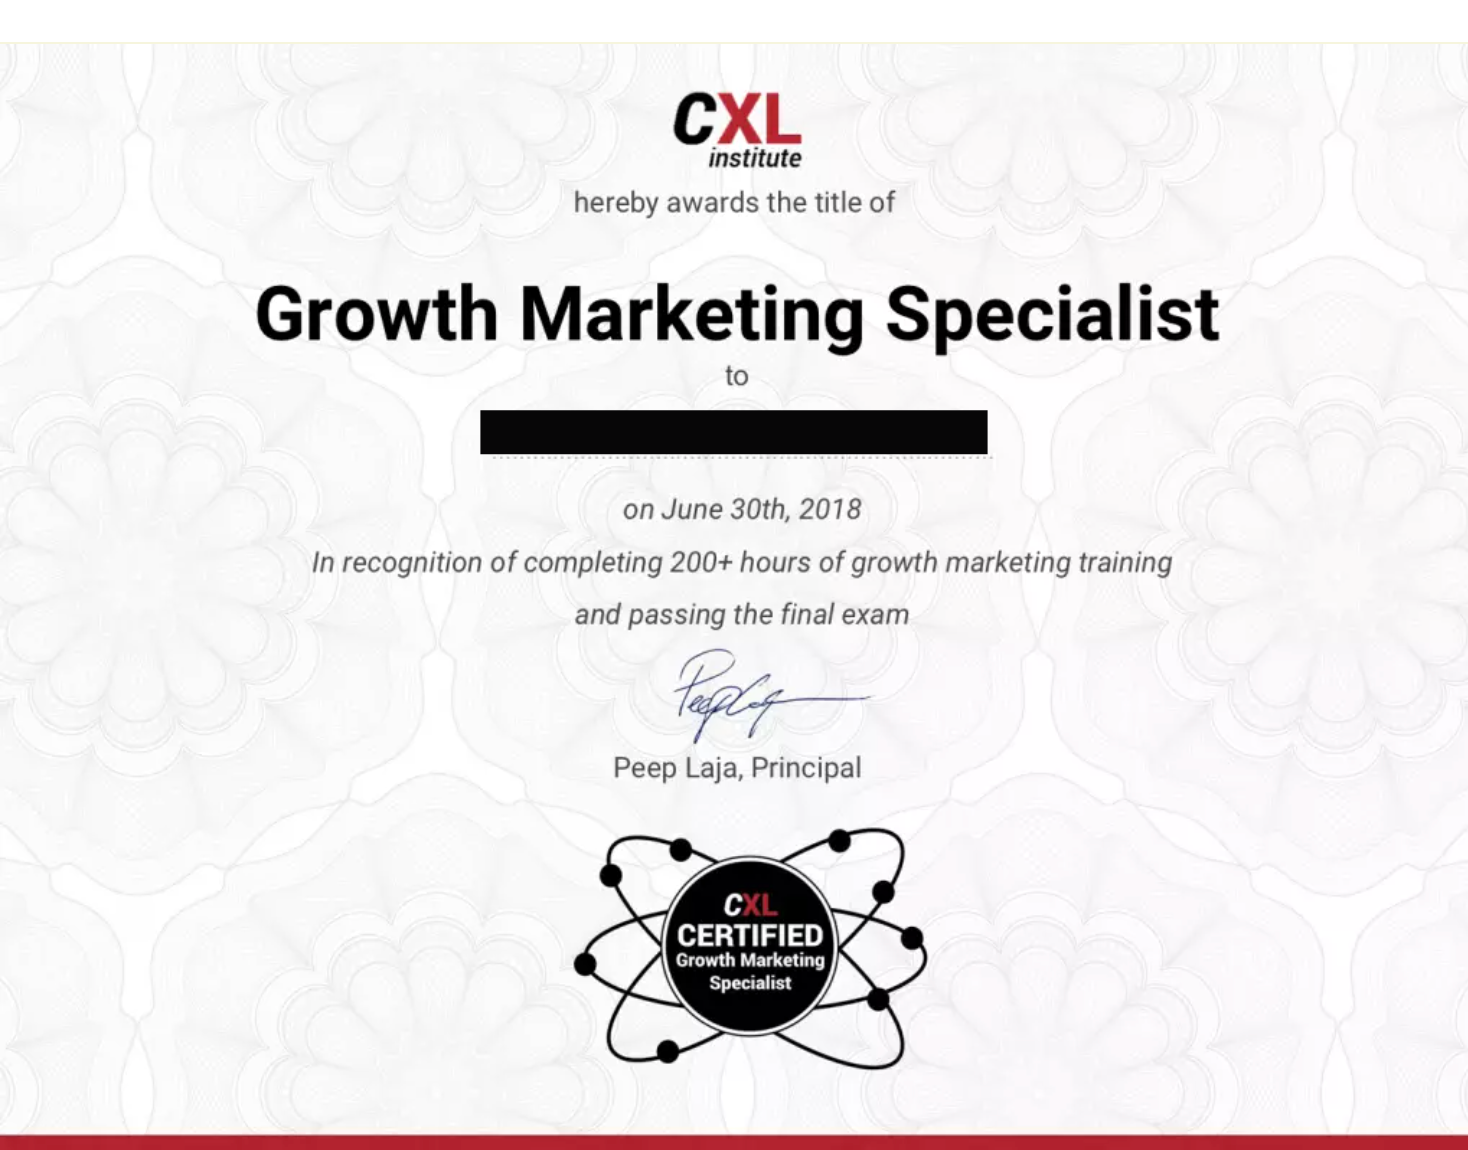 CXL
institute
hereby awards the title of
Growth Marketing Specialist
to
on June 30th, 2018
In recognition of completing 200+ hours of growth marketing training
and passing the final exam
Peep Laja
Peep Laja, Principal
CXL
CERTIFIED
Growth Marketing
Specialist